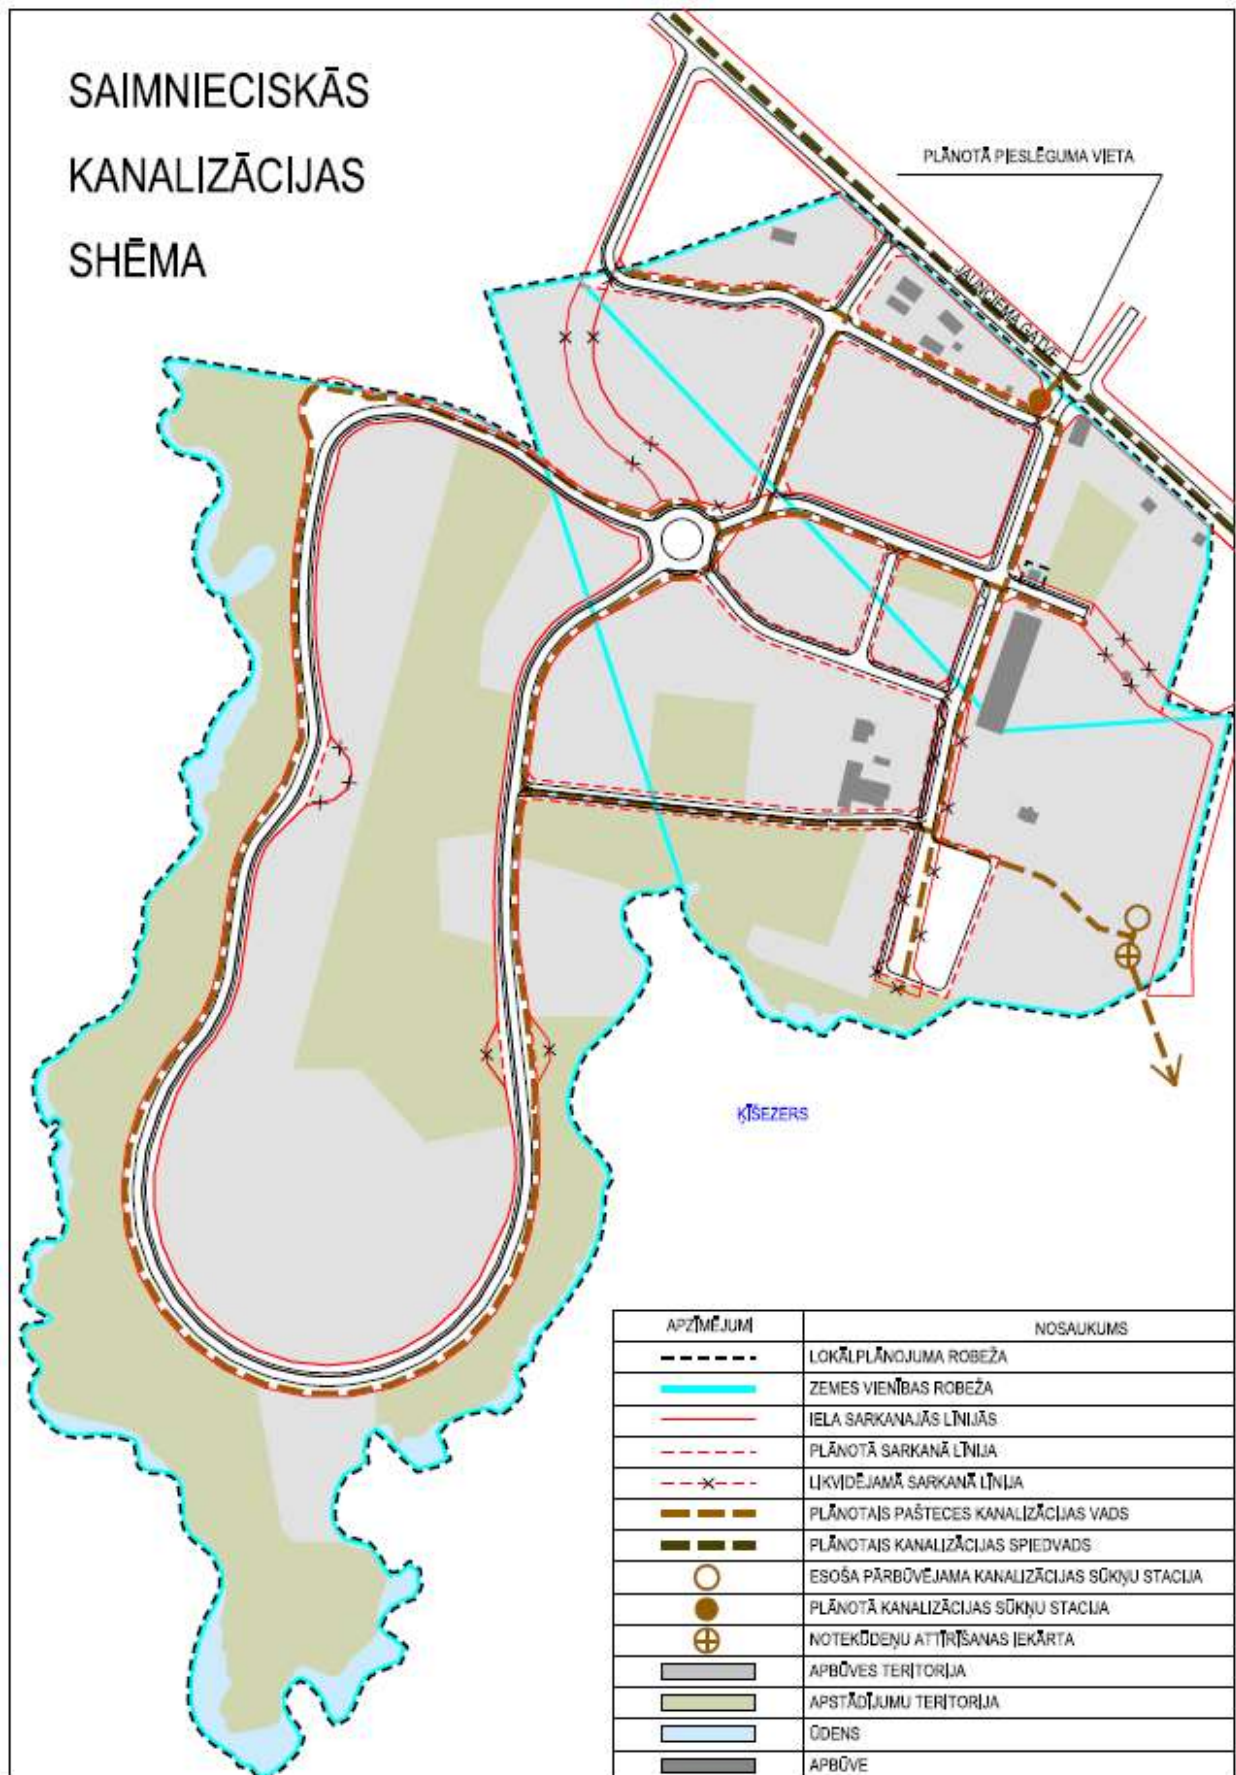 SAIMNIECISKĀS
KANALIZĀCIJAS
SHĒMA
PLĀNOTĀ PIESLĒGUMA VIETA
JAUNCIEMA GATVE
ĶĪŠEZERS
APZĪMĒJUMI NOSAUKUMS
LOKĀLPLĀNOJUMA ROBEŽA
ZEMES VIENĪBAS ROBEŽA
IELA SARKANAJĀS LĪNIJĀS
PLĀNOTĀ SARKANĀ LĪNIJA
LIKVIDĒJAMĀ SARKANĀ LĪNIJA
PLĀNOTAIS PAŠTECES KANALIZĀCIJAS VADS
PLĀNOTAIS KANALIZĀCIJAS SPIEDVADS
ESOŠA PĀRBŪVĒJAMA KANALIZĀCIJAS SŪKŅU STACIJA
PLĀNOTĀ KANALIZĀCIJAS SŪKŅU STACIJA
NOTEKŪDEŅU ATTĪRĪŠANAS IEKĀRTA
APBŪVES TERITORIJA
APSTĀDĪJUMU TERITORIJA
ŪDENS
APBŪVE